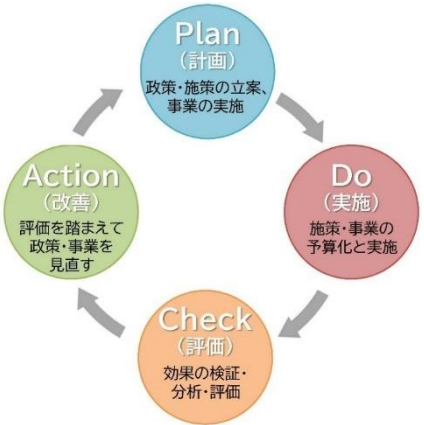 Plan
（計画）
政策・施策の立案、
事業の実施
Do
（実施）
施策・事業の
予算化と実施
Check
（評価）
効果の検証・
分析・評価
Action
（改善）
評価を踏まえて
政策・事業を
見直す